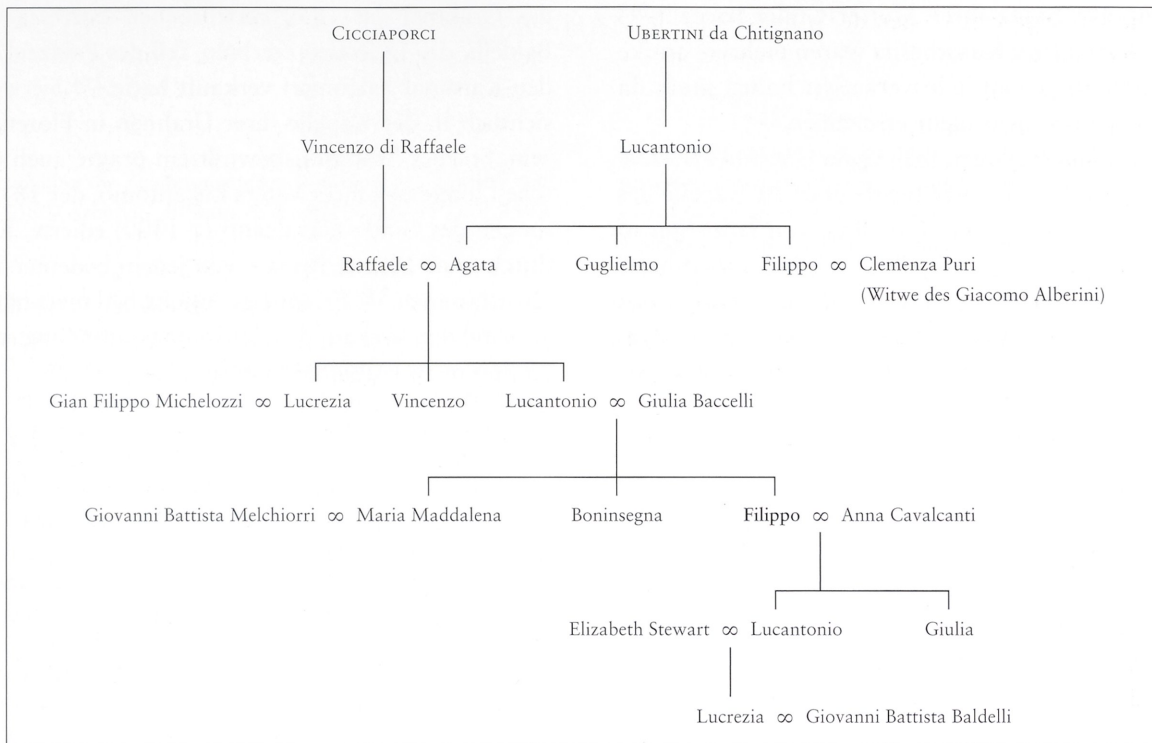 CICCIAPORCI UBERTINI da Chitignano
Vincenzo di Raffaele Lucantonio
Raffaele ∞ Agata Guglielmo Filippo ∞ Clemenza Puri
(Witwe des Giacomo Alberini)
Gian Filippo Michelozzi ∞ Lucrezia Vincenzo Lucantonio ∞ Giulia Baccelli
Giovanni Battista Melchiorri ∞ Maria Maddalena Boninsegna Filippo ∞ Anna Cavalcanti
Elizabeth Stewart ∞ Lucantonio Giulia
Lucrezia ∞ Giovanni Battista Baldelli